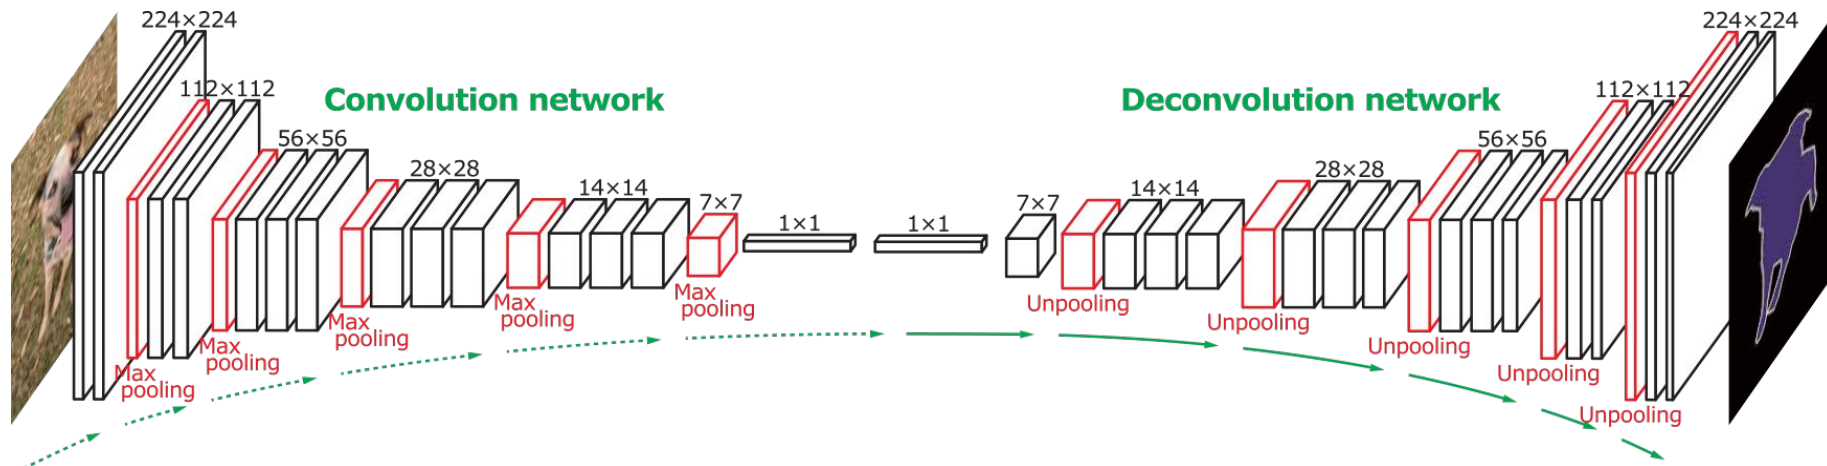 224×224
112×112
Convolution network
56×56
28×28
14×14
7×7
1×1
1×1
7×7
14×14
28×28
56×56
Deconvolution network
112×112
224×224
Max
pooling
Max
pooling
Max
pooling
Max
pooling
Max
pooling
Unpooling
Unpooling
Unpooling
Unpooling
Unpooling